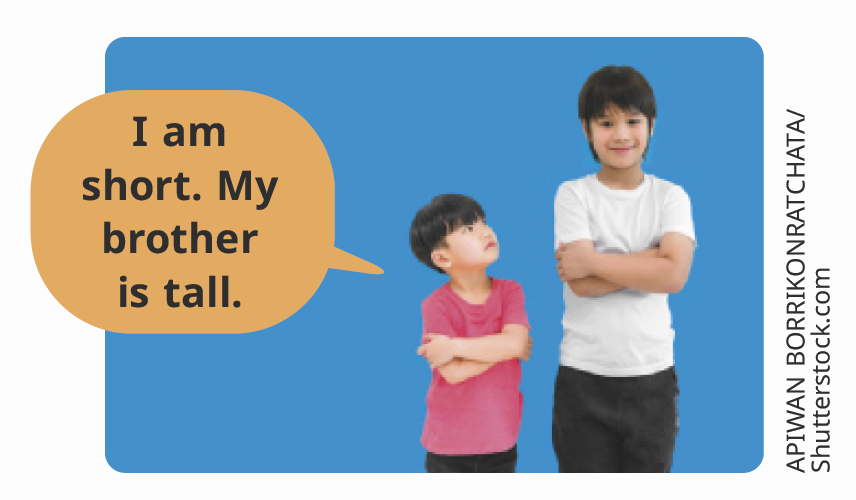 I am
short. My
brother
is tall.
APIWAN BORRIKONRATCHATA/
Shutterstock.com